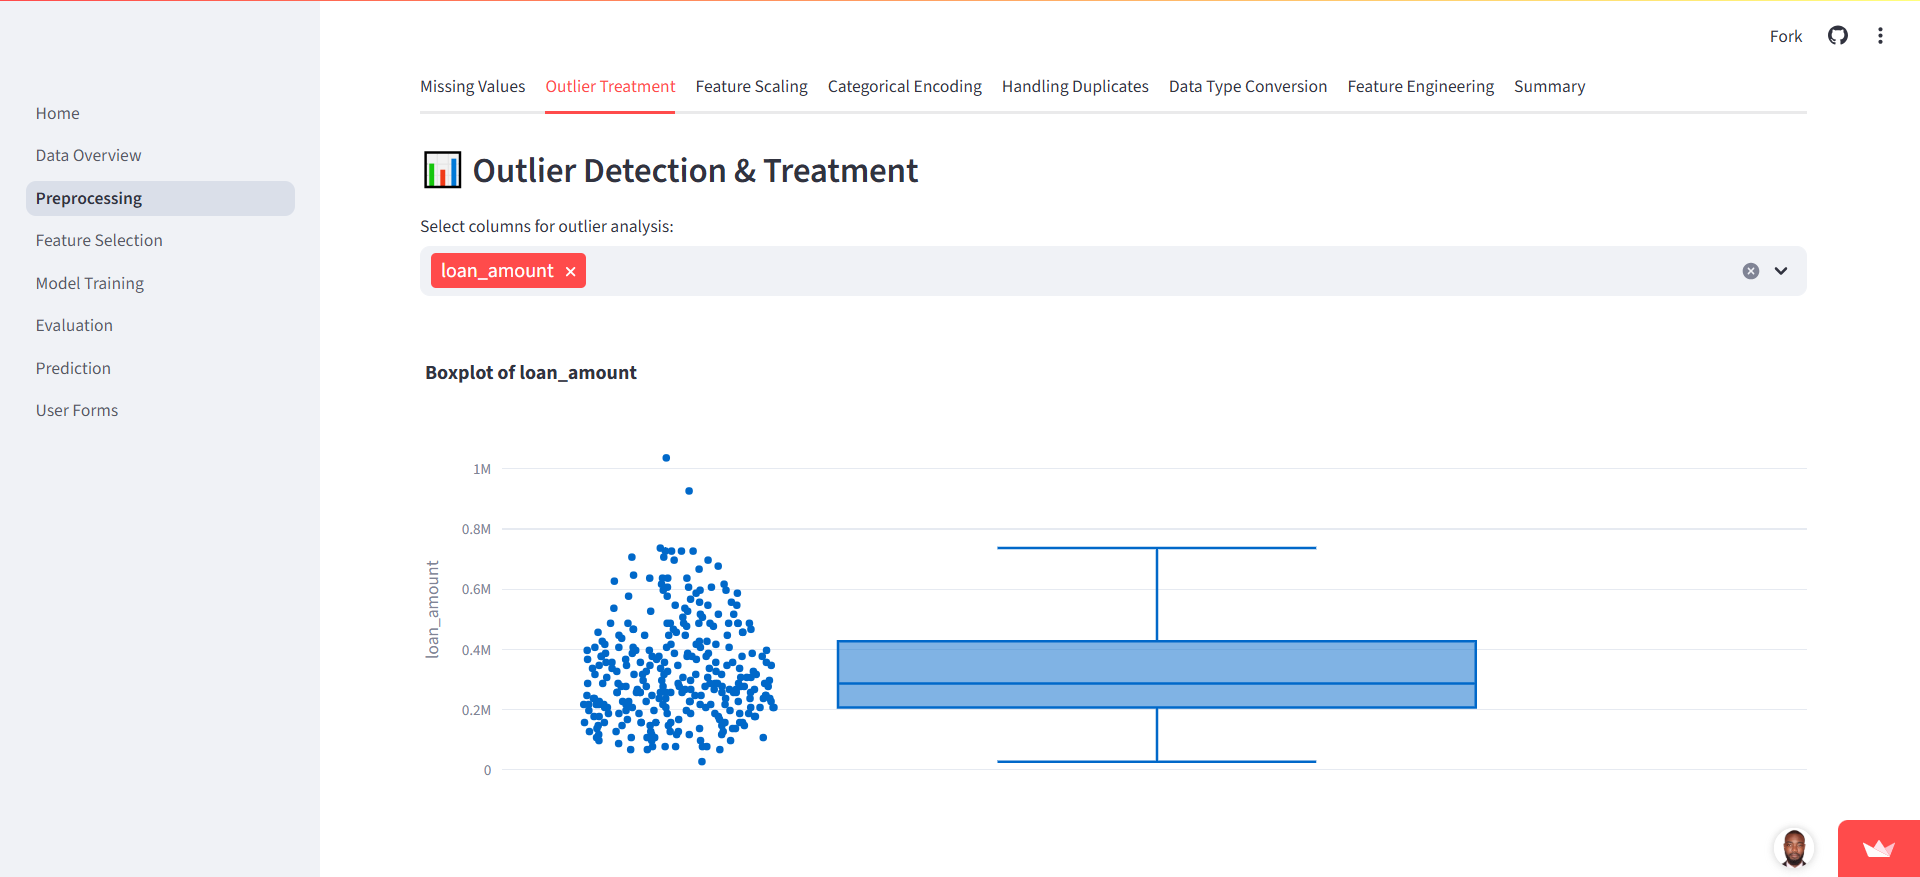 Fork
Missing Values Outlier Treatment Feature Scaling Categorical Encoding Handling Duplicates Data Type Conversion Feature Engineering Summary
Home
Data Overview
Preprocessing
Feature Selection
Model Training
Evaluation
Prediction
User Forms
Outlier Detection & Treatment
Select columns for outlier analysis:
loan_amount
Boxplot of loan_amount
1M
0.8M
0.6M
0.4M
0.2M
0
loan_amount